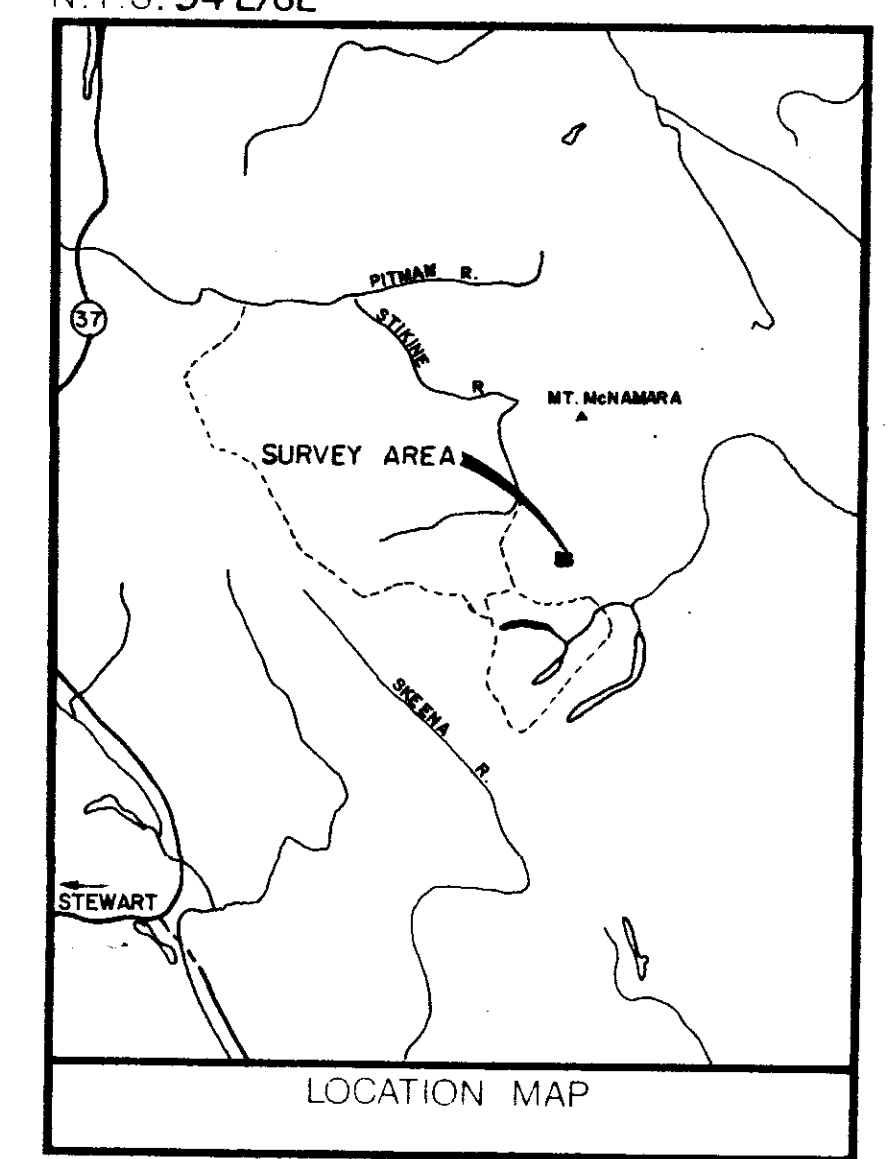 PITMAN R.
37
STIKINE R.
MT. McNAMARA
SURVEY AREA
SKEENA R.
STEWART
LOCATION MAP